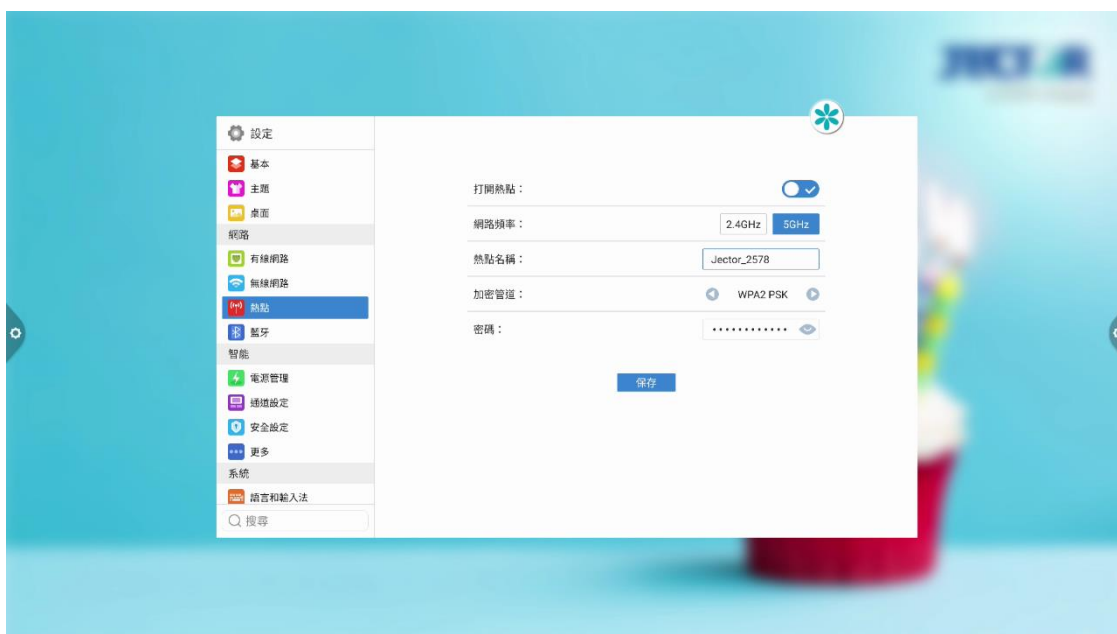 設定
基本
主題
桌面
網路
有線網路
無線網路
熱點
藍牙
智能
電源管理
通道設定
安全設定
更多
系統
語言和輸入法
搜尋
打開熱點：
網路頻率：
2.4GHz 5GHz
熱點名稱：
Jector_2578
加密管道：
WPA2 PSK
密碼：
••••••••••••
保存